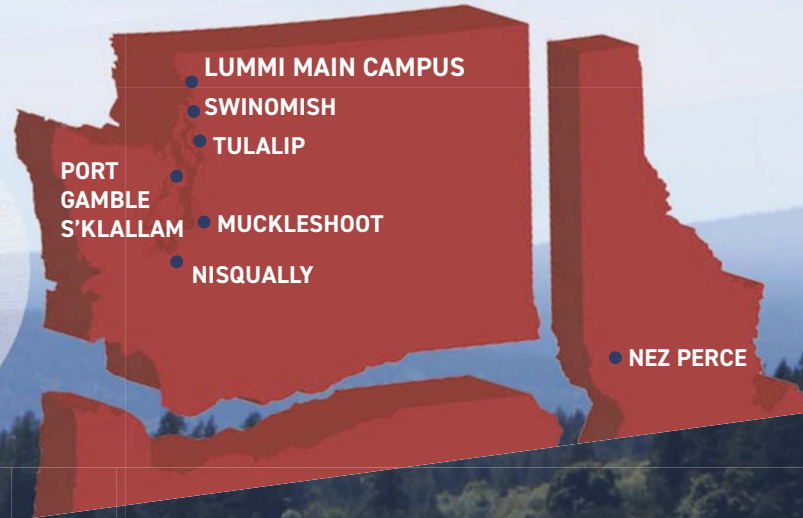 LUMMI MAIN CAMPUS
SWINOMISH
TULALIP
PORT
GAMBLE
S'KLALLAM
MUCKLESHOOT
NISQUALLY
NEZ PERCE